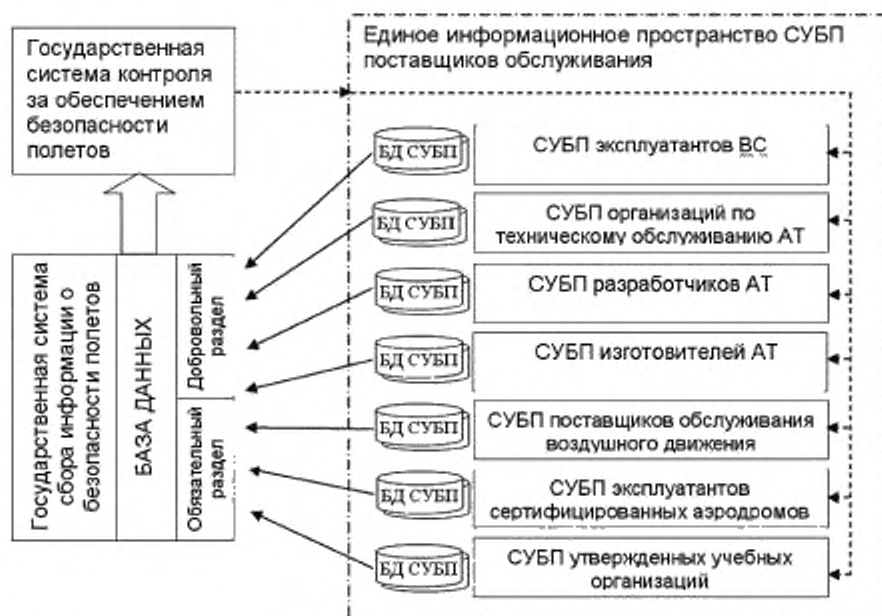 Государственная
система контроля
за обеспечением
безопасности
полетов
Единое информационное пространство СУБП
поставщиков обслуживания
БД СУБП
СУБП эксплуатантов ВС
БД СУБП
СУБП организаций по
техническому обслуживанию АТ
БД СУБП
СУБП разработчиков АТ
БД СУБП
СУБП изготовителей АТ
БД СУБП
СУБП поставщиков обслуживания
воздушного движения
БД СУБП
СУБП эксплуатантов
сертифицированных аэродромов
БД СУБП
СУБП утвержденных учебных
организаций
Государственная система
сбора информации о
безопасности полетов
БАЗА ДАННЫХ
Добровольный
раздел
Обязательный
раздел